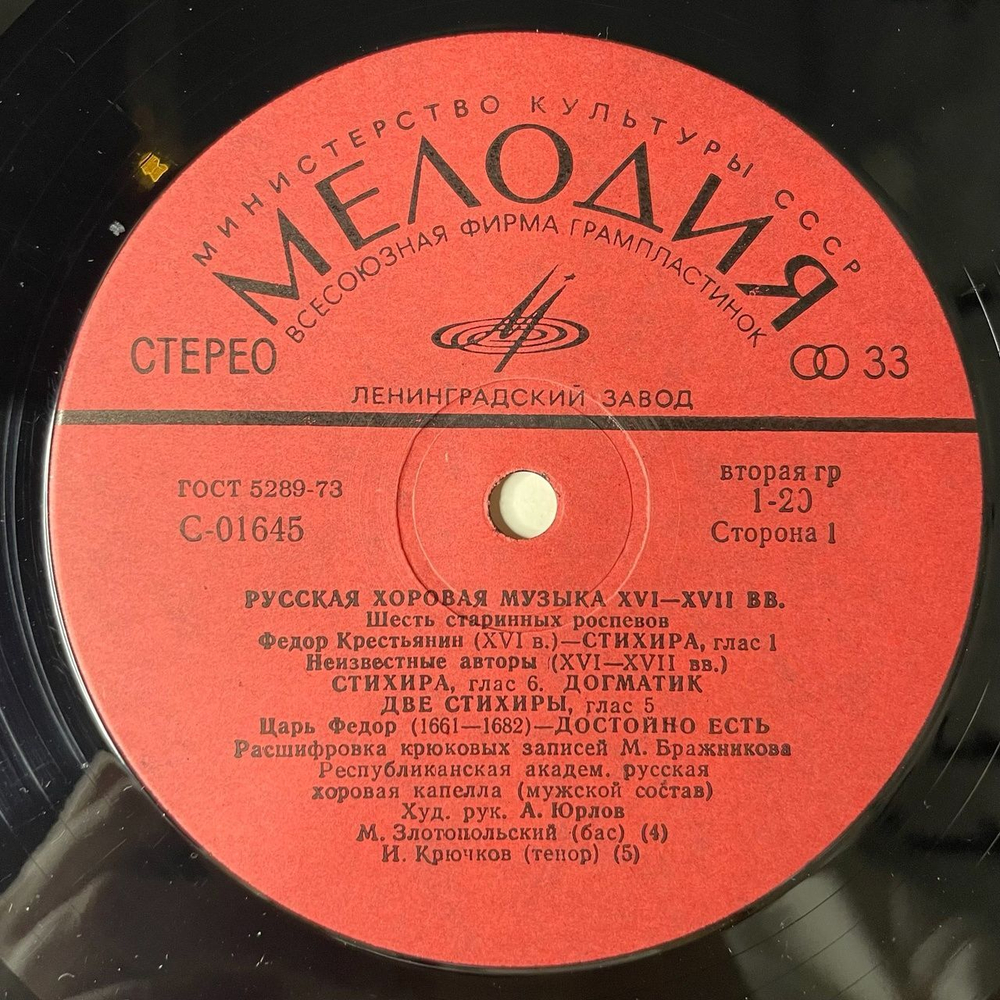 МИНИСТЕРСТВО КУЛЬТУРЫ СССР
МЕЛОДИЯ
ВСЕСОЮЗНАЯ ФИРМА ГРАМПЛАСТИНОК
СТЕРЕО
33
ЛЕНИНГРАДСКИЙ ЗАВОД
ГОСТ 5289-73
С-01645
вторая гр
1-20
Сторона 1
РУССКАЯ ХОРОВАЯ МУЗЫКА XVI—XVII ВВ.
Шесть старинных роспевов
Федор Крестьянин (XVI в.)—СТИХИРА, глас 1
Неизвестные авторы (XVI—XVII вв.)
СТИХИРА, глас 6. ДОГМАТИК
ДВЕ СТИХИРЫ, глас 5
Царь Федор (1661—1682)—ДОСТОЙНО ЕСТЬ
Расшифровка крюковых записей М. Бражникова
Республиканская академ. русская
хоровая капелла (мужской состав)
Худ. рук. А. Юрлов
М. Злотопольский (бас) (4)
И. Крючков (тенор) (5)